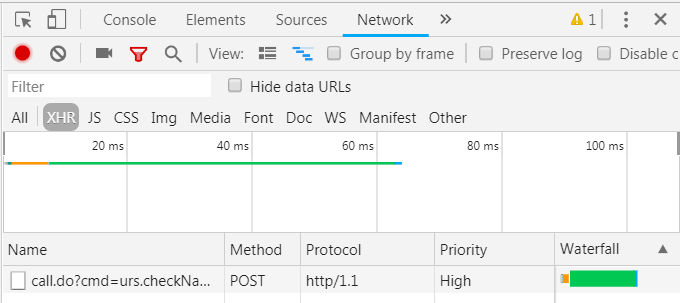 Console Elements Sources Network » 1
View: Group by frame Preserve log Disable c
Filter Hide data URLs
All XHR JS CSS Img Media Font Doc WS Manifest Other
20 ms 40 ms 60 ms 80 ms 100 ms
Name Method Protocol Priority Waterfall
call.do?cmd=urs.checkNa... POST http/1.1 High